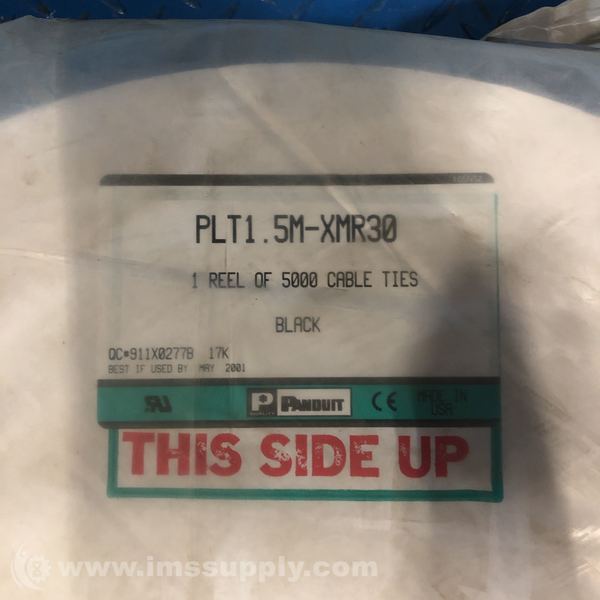 PLT1.5M-XMR30
1 REEL OF 5000 CABLE TIES
BLACK
QC#911X0277B 17K
BEST IF USED BY MAY 2001
P QUALITY PANDUIT CE MADE IN
USA
THIS SIDE UP
© www.imssupply.com